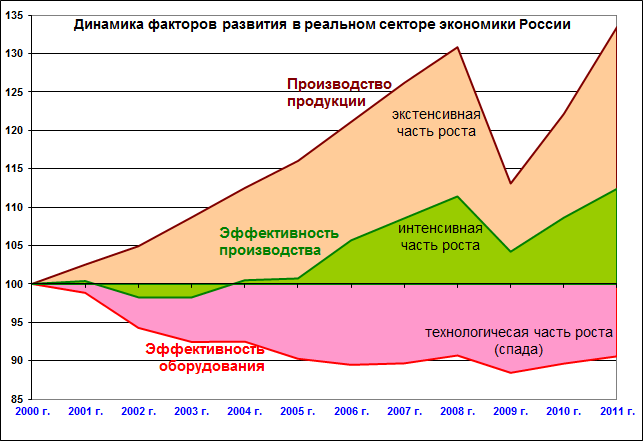 Динамика факторов развития в реальном секторе экономики России
135
130
125
120
115
110
105
100
95
90
85
Производство
продукции
экстенсивная
часть роста
Эффективность
производства
интенсивная
часть роста
технологичесая часть роста
(спада)
Эффективность
оборудования
2000 г. 2001 г. 2002 г. 2003 г. 2004 г. 2005 г. 2006 г. 2007 г. 2008 г. 2009 г. 2010 г. 2011 г.